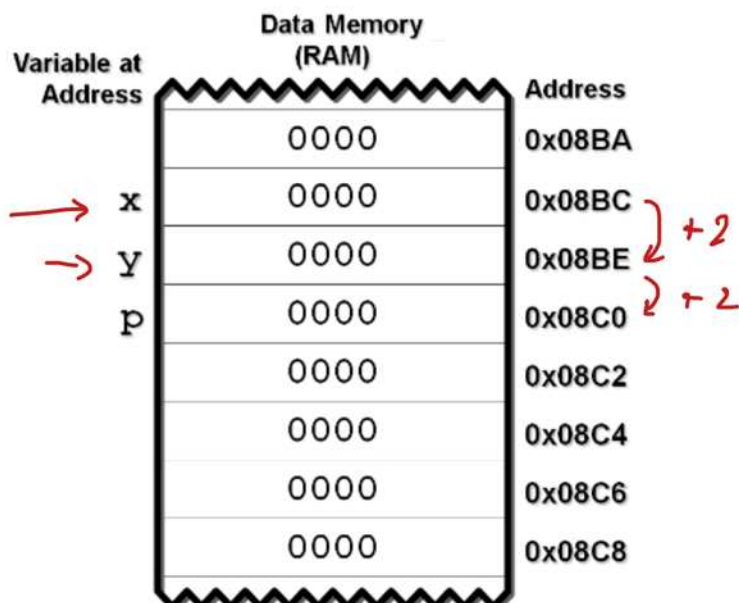 Data Memory
(RAM)
Variable at
Address
Address
0000 0x08BA
x 0000 0x08BC
+2
y 0000 0x08BE
+2
p 0000 0x08C0
0000 0x08C2
0000 0x08C4
0000 0x08C6
0000 0x08C8